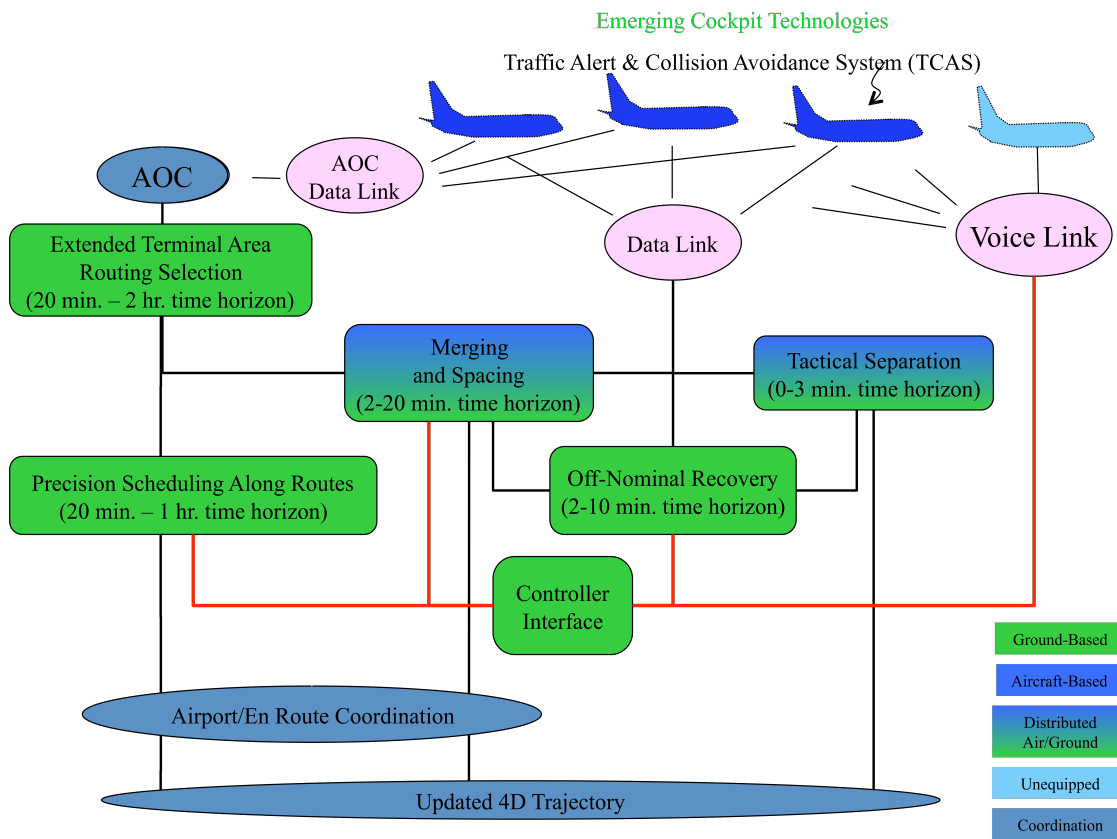 Emerging Cockpit Technologies
Traffic Alert & Collision Avoidance System (TCAS)
AOC
AOC
Data Link
Data Link
Voice Link
Extended Terminal Area
Routing Selection
(20 min. – 2 hr. time horizon)
Merging
and Spacing
(2-20 min. time horizon)
Tactical Separation
(0-3 min. time horizon)
Precision Scheduling Along Routes
(20 min. – 1 hr. time horizon)
Off-Nominal Recovery
(2-10 min. time horizon)
Controller
Interface
Airport/En Route Coordination
Updated 4D Trajectory
Ground-Based
Aircraft-Based
Distributed
Air/Ground
Unequipped
Coordination